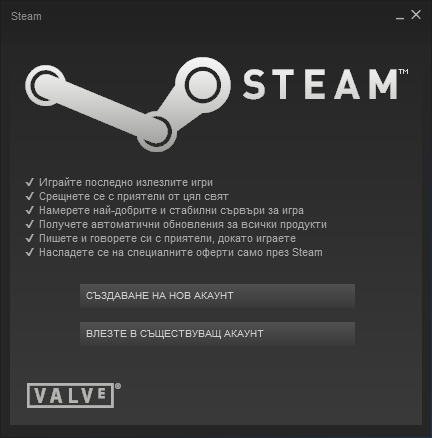 Steam
STEAM™
✔ Играйте последно излезлите игри
✔ Срещнете се с приятели от цял свят
✔ Намерете най-добрите и стабилни сървъри за игра
✔ Получете автоматични обновления за всички продукти
✔ Пишете и говорете си с приятели, докато играете
✔ Насладете се на специалните оферти само през Steam
СЪЗДАВАНЕ НА НОВ АКАУНТ
ВЛЕЗТЕ В СЪЩЕСТВУВАЩ АКАУНТ
VALVE®